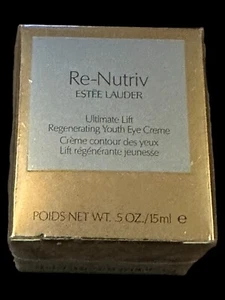 Re-Nutriv
ESTĒE LAUDER
Ultimate Lift
Regenerating Youth Eye Creme
Crème contour des yeux
Lift régénérante jeunesse
POIDS NET WT. .5 OZ./15ml e